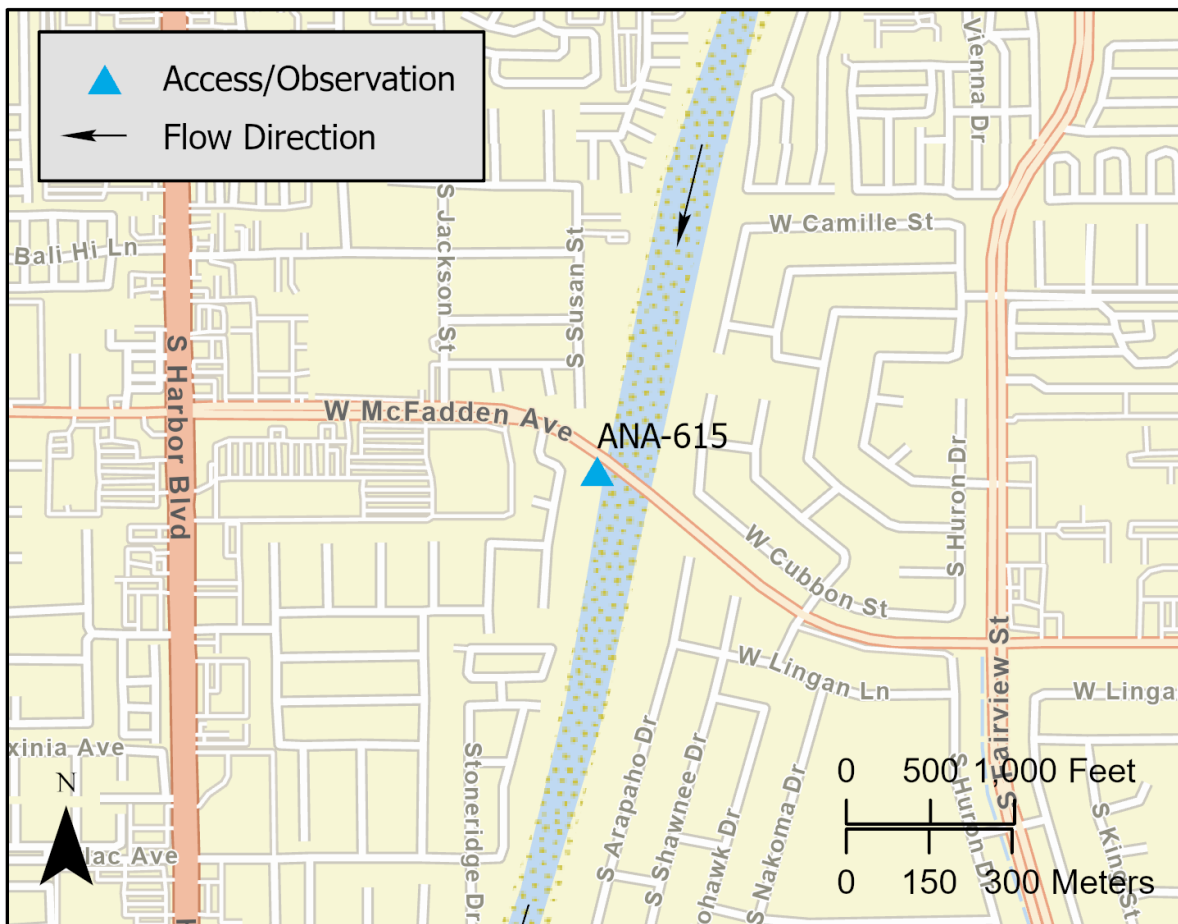 Access/Observation
Flow Direction
Vienna Dr
W Camille St
Bali Hi Ln
S Jackson St
S Susan St
S Harbor Blvd
W McFadden Ave
ANA-615
S Huron Dr
W Cubbon St
S Fairview St
W Lingan Ln
W Linga
xinia Ave
Stoneridge Dr
S Arapaho Dr
S Shawnee Dr
ohawk Dr
S Nakoma Dr
S Huron Dr
S King St
N
lac Ave
0 500 1,000 Feet
0 150 300 Meters